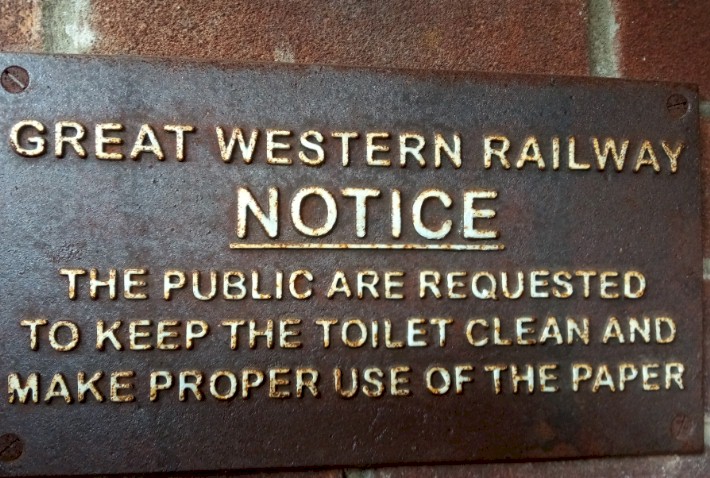 GREAT WESTERN RAILWAY
NOTICE
THE PUBLIC ARE REQUESTED
TO KEEP THE TOILET CLEAN AND
MAKE PROPER USE OF THE PAPER